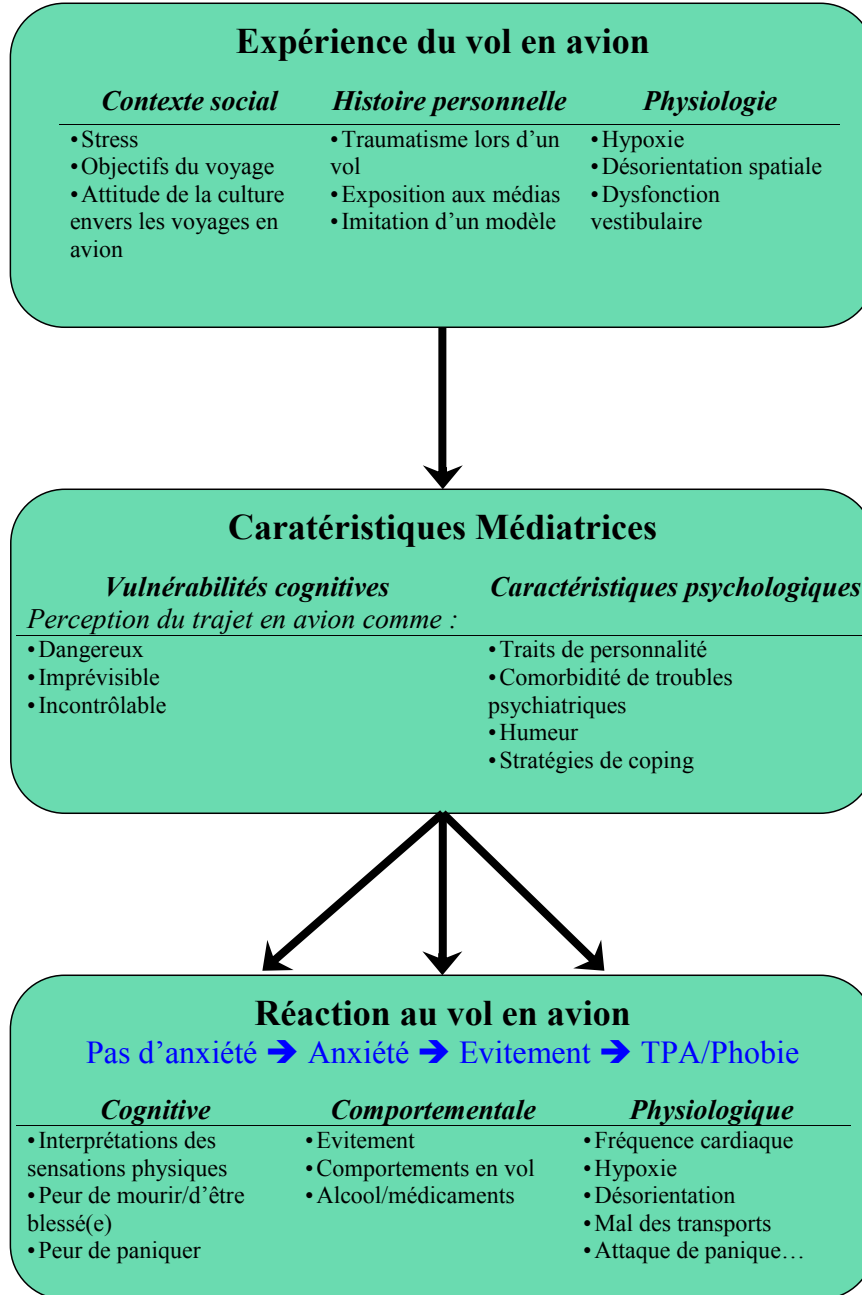 Expérience du vol en avion
Contexte social
•Stress
•Objectifs du voyage
•Attitude de la culture
envers les voyages en
avion
Histoire personnelle
•Traumatisme lors d’un
vol
•Exposition aux médias
•Imitation d’un modèle
Physiologie
•Hypoxie
•Désorientation spatiale
•Dysfonction
vestibulaire
Caratéristiques Médiatrices
Vulnérabilités cognitives
Perception du trajet en avion comme :
•Dangereux
•Imprévisible
•Incontrôlable
Caractéristiques psychologiques
•Traits de personnalité
•Comorbidité de troubles
psychiatriques
•Humeur
•Stratégies de coping
Réaction au vol en avion
Pas d’anxiété ➔ Anxiété ➔ Evitement ➔ TPA/Phobie
Cognitive
•Interprétations des
sensations physiques
•Peur de mourir/d’être
blessé(e)
•Peur de paniquer
Comportementale
•Evitement
•Comportements en vol
•Alcool/médicaments
Physiologique
•Fréquence cardiaque
•Hypoxie
•Désorientation
•Mal des transports
•Attaque de panique…